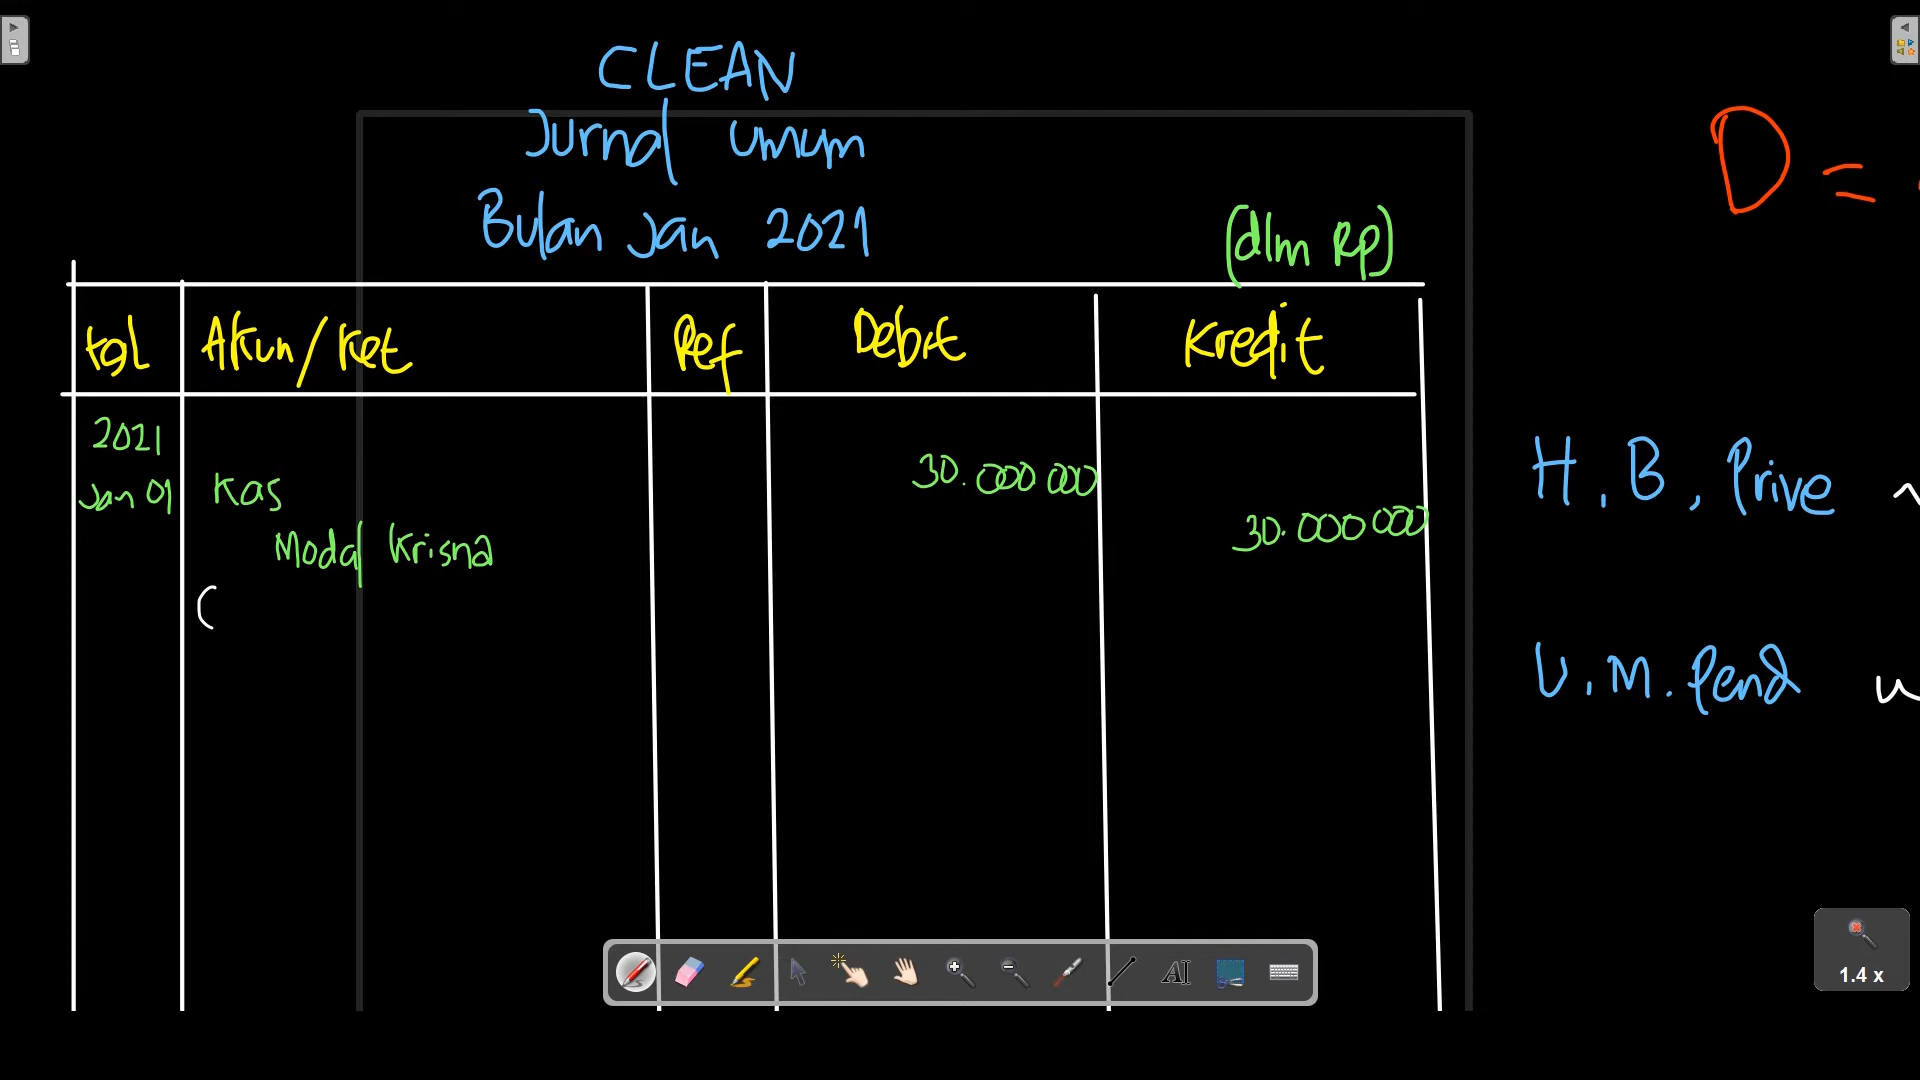 CLEAN
Jurnal umum
Bulan Jan 2021
(dlm Rp)
tgl Akun/ket Ref Debit Kredit
2021
Jan 01 Kas 30.000 000
Modal Krisna 30.000 000
(
D =
H, B, Prive
U. M. Pend
1.4 x